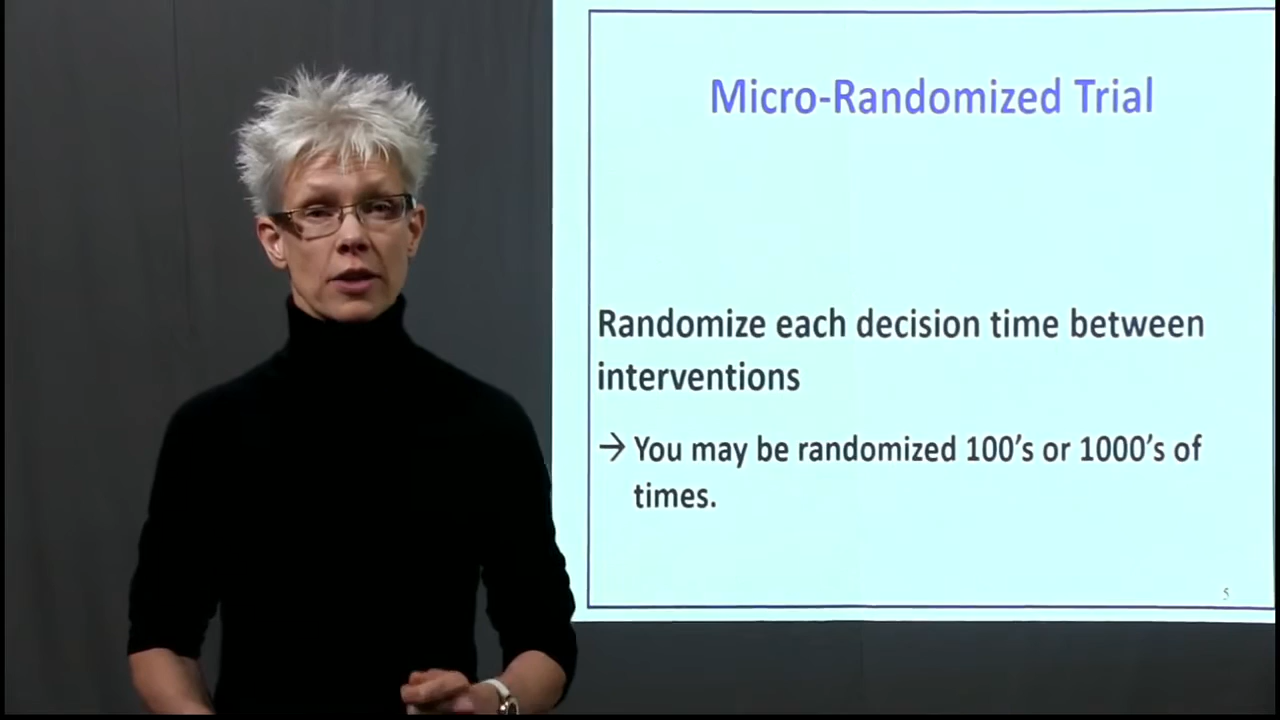 Micro-Randomized Trial
Randomize each decision time between
interventions
→ You may be randomized 100's or 1000's of
times.
5